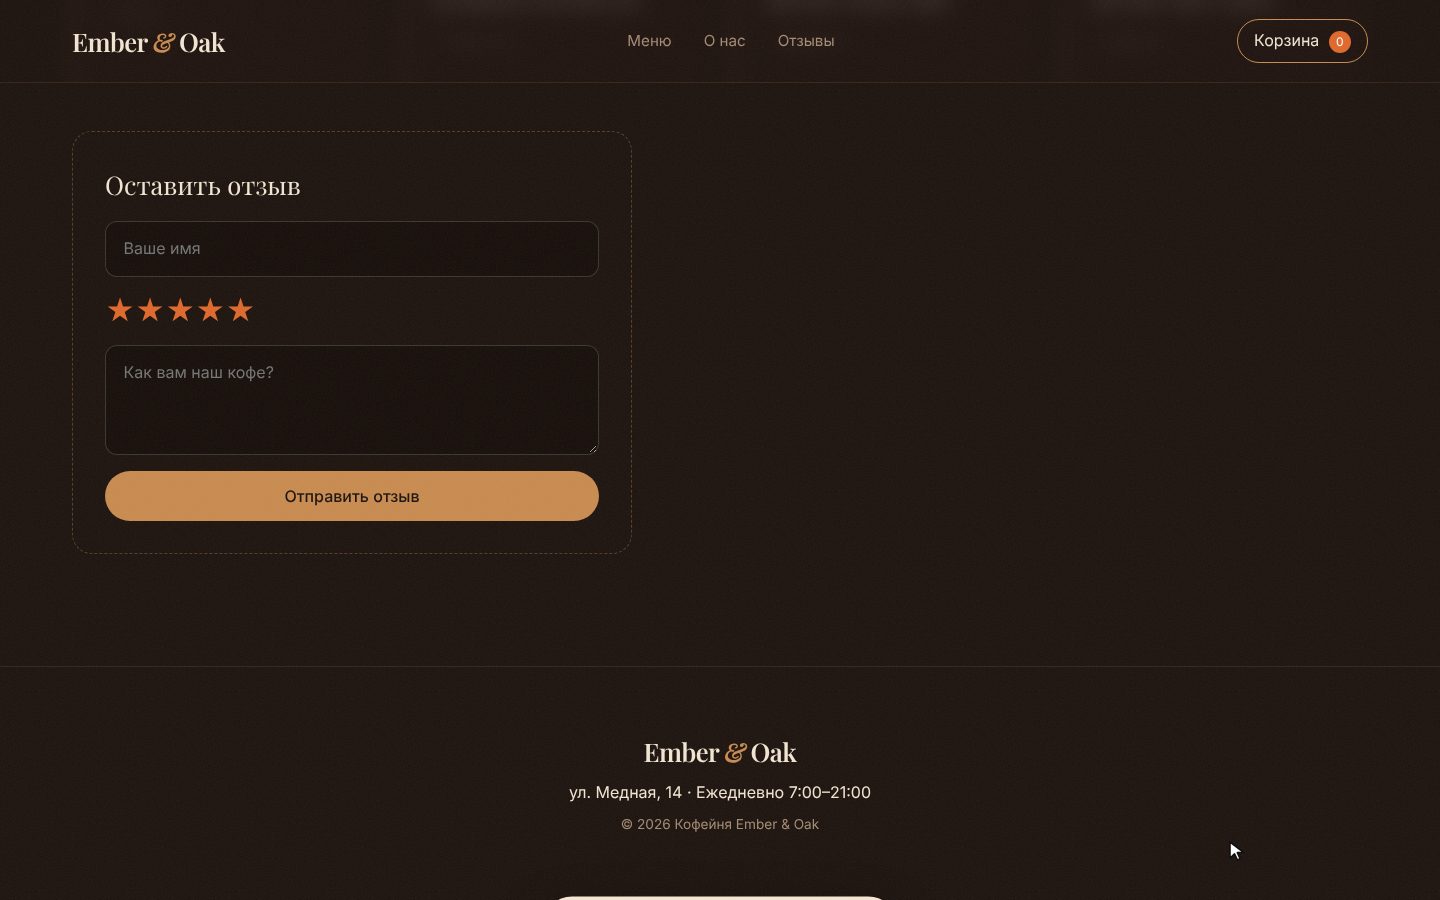 Ember & Oak
Меню
О нас
Отзывы
Корзина 0
Оставить отзыв
Ваше имя
★★★★★
Как вам наш кофе?
Отправить отзыв
Ember & Oak
ул. Медная, 14 · Ежедневно 7:00–21:00
© 2026 Кофейня Ember & Oak